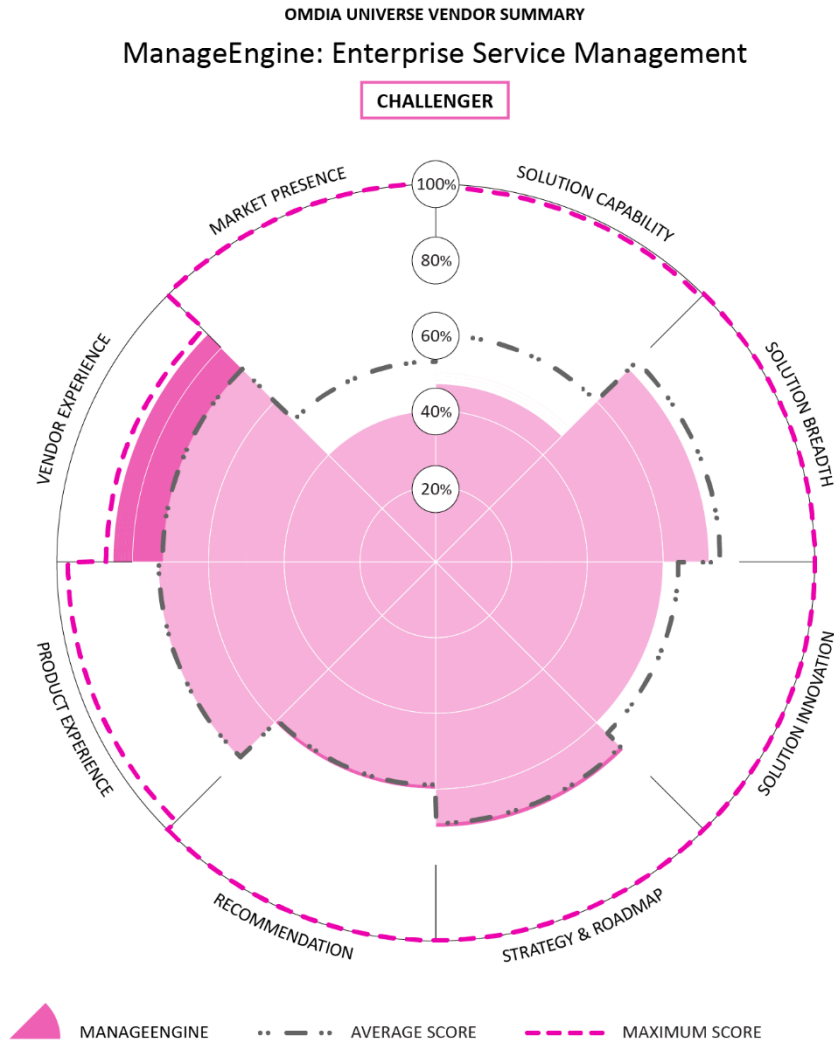 OMDIA UNIVERSE VENDOR SUMMARY
ManageEngine: Enterprise Service Management
CHALLENGER
MARKET PRESENCE
100%
SOLUTION CAPABILITY
80%
60%
40%
20%
VENDOR EXPERIENCE
SOLUTION BREADTH
PRODUCT EXPERIENCE
SOLUTION INNOVATION
RECOMMENDATION
STRATEGY & ROADMAP
MANAGEENGINE
AVERAGE SCORE
MAXIMUM SCORE